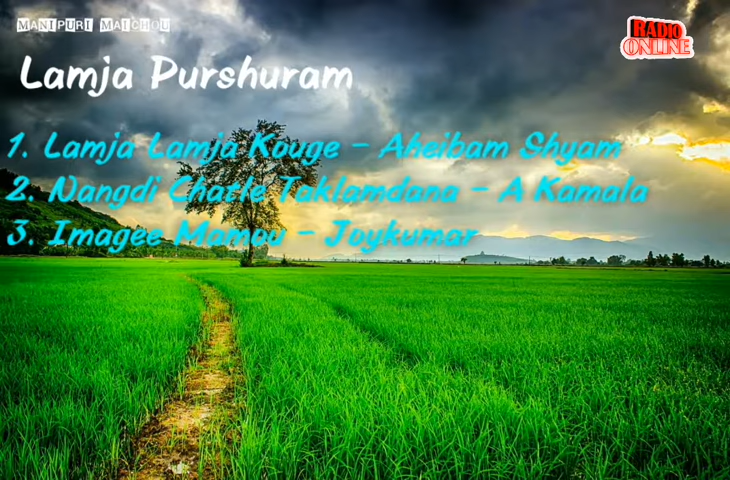 MANIPURI MAICHOU
RADIO
ONLINE
Lamja Purshuram
1. Lamja Lamja Kouge - Aheibam Shyam
2. Nangdi Chatle Taklamdana - A Kamala
3. Imagee Mamou - Joykumar